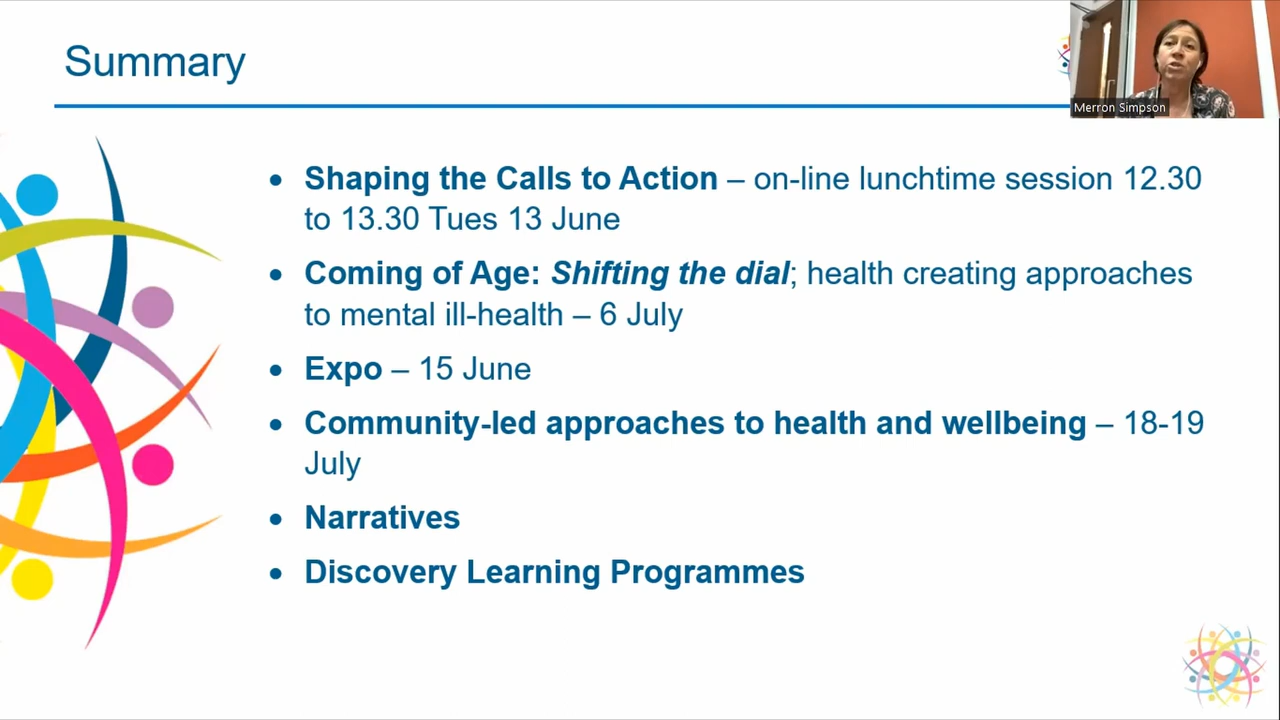 Summary
Merron Simpson
• Shaping the Calls to Action – on-line lunchtime session 12.30
to 13.30 Tues 13 June
• Coming of Age: Shifting the dial; health creating approaches
to mental ill-health – 6 July
• Expo – 15 June
• Community-led approaches to health and wellbeing – 18-19
July
• Narratives
• Discovery Learning Programmes